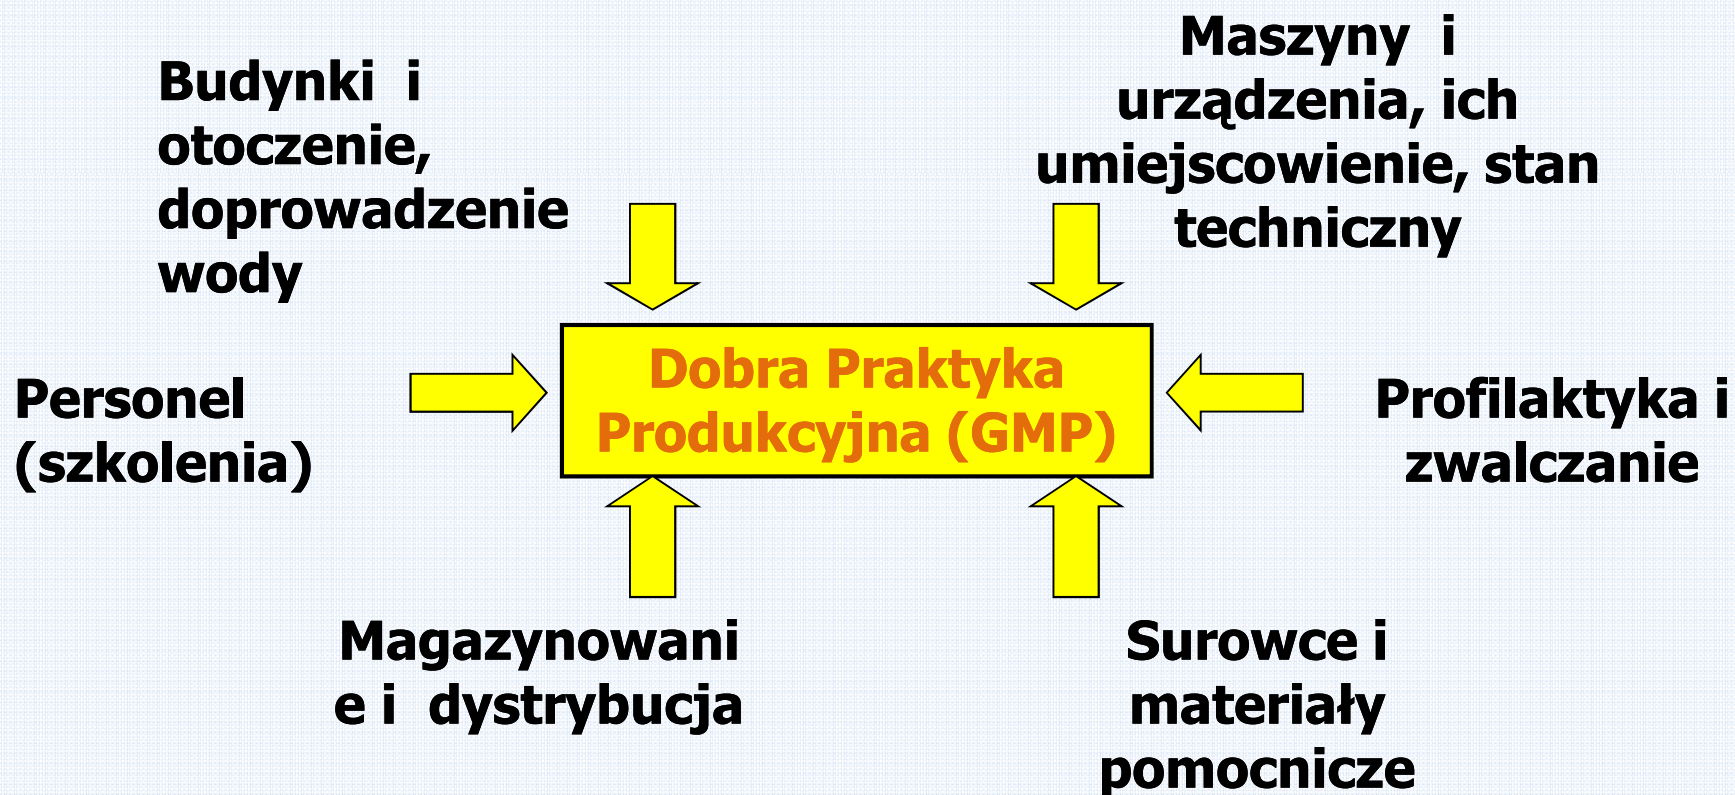 Budynki i
otoczenie,
doprowadzenie
wody
Maszyny i
urządzenia, ich
umiejscowienie, stan
techniczny
Personel
(szkolenia)
Dobra Praktyka
Produkcyjna (GMP)
Profilaktyka i
zwalczanie
Magazynowani
e i dystrybucja
Surowce i
materiały
pomocnicze